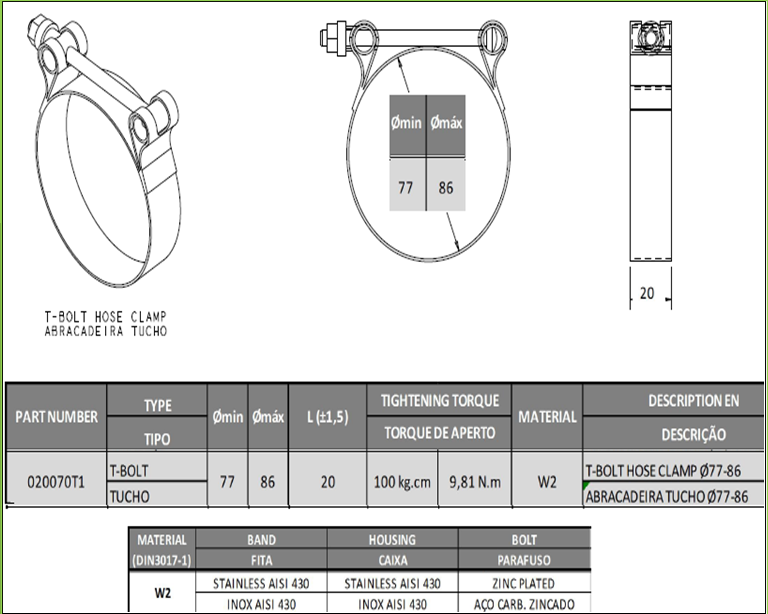 Ømin Ømáx
77 86
20
T-BOLT HOSE CLAMP
ABRACADEIRA TUCHO
PART NUMBER TYPE Ømin Ømáx L (±1,5) TIGHTENING TORQUE MATERIAL DESCRIPTION EN
TIPO TORQUE DE APERTO DESCRIÇÃO
020070T1 T-BOLT 77 86 20 100 kg.cm 9,81 N.m W2 T-BOLT HOSE CLAMP Ø77-86
TUCHO ABRACADEIRA TUCHO Ø77-86
MATERIAL BAND HOUSING BOLT
(DIN3017-1) FITA CAIXA PARAFUSO
W2 STAINLESS AISI 430 STAINLESS AISI 430 ZINC PLATED
INOX AISI 430 INOX AISI 430 AÇO CARB. ZINCADO